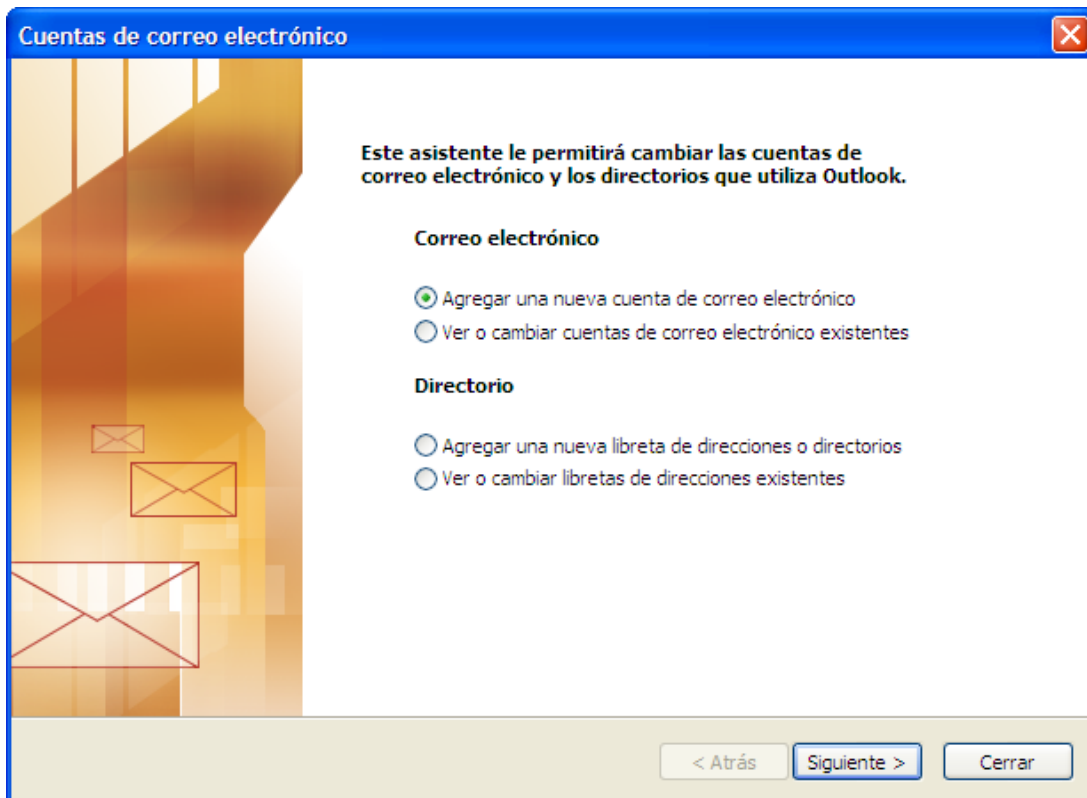 Cuentas de correo electrónico
Este asistente le permitirá cambiar las cuentas de
correo electrónico y los directorios que utiliza Outlook.
Correo electrónico
Agregar una nueva cuenta de correo electrónico
Ver o cambiar cuentas de correo electrónico existentes
Directorio
Agregar una nueva libreta de direcciones o directorios
Ver o cambiar libretas de direcciones existentes
< Atrás
Siguiente >
Cerrar